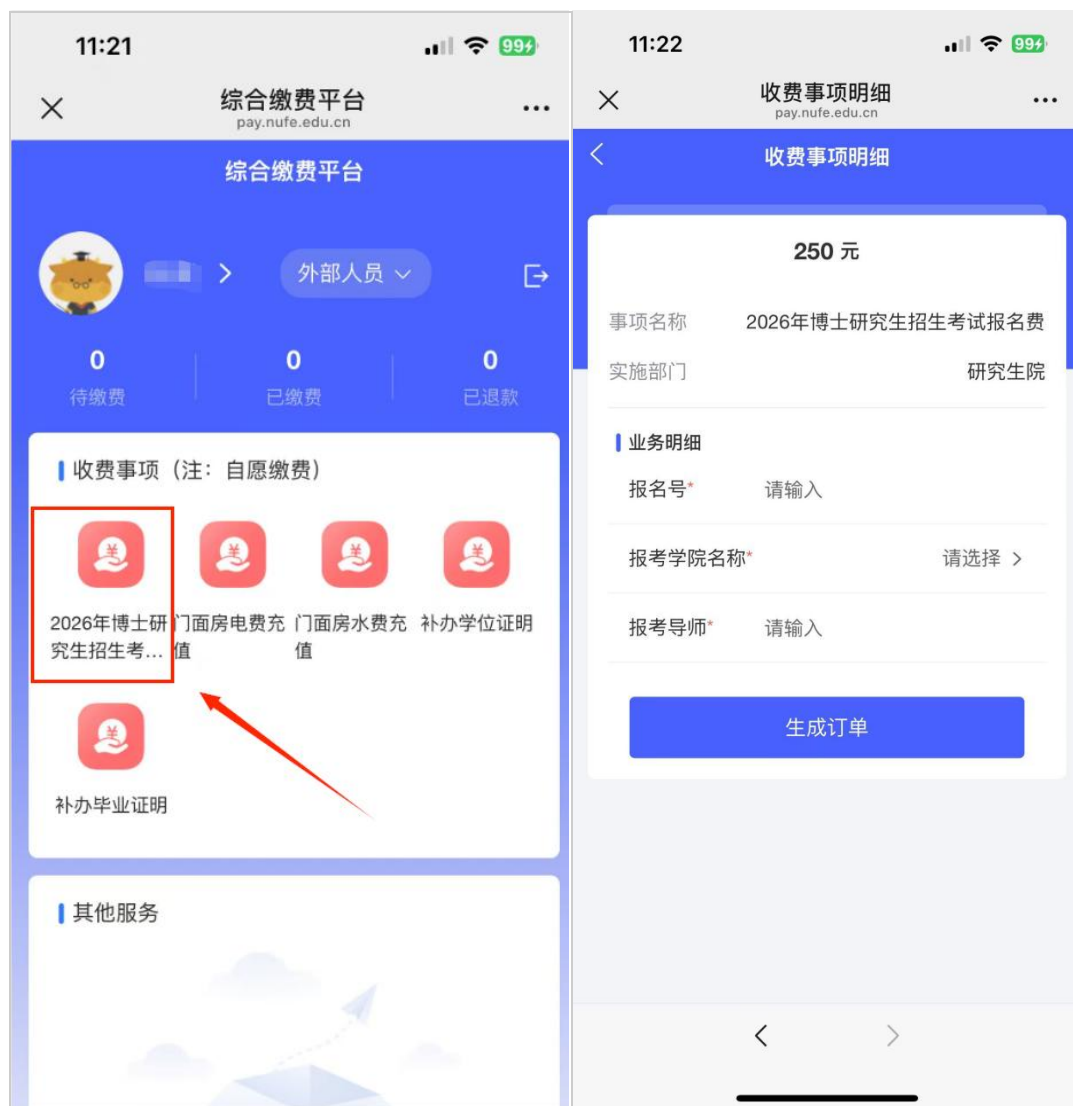 11:21
99
综合缴费平台
pay.nufe.edu.cn
综合缴费平台
外部人员
0
0
0
待缴费
已缴费
已退款
收费事项（注：自愿缴费）
2026年博士研
究生招生考...
门面房电费充
值
门面房水费充
值
补办学位证明
补办毕业证明
其他服务
11:22
99
收费事项明细
pay.nufe.edu.cn
收费事项明细
250 元
事项名称 2026年博士研究生招生考试报名费
实施部门 研究生院
业务明细
报名号* 请输入
报考学院名称* 请选择
报考导师* 请输入
生成订单